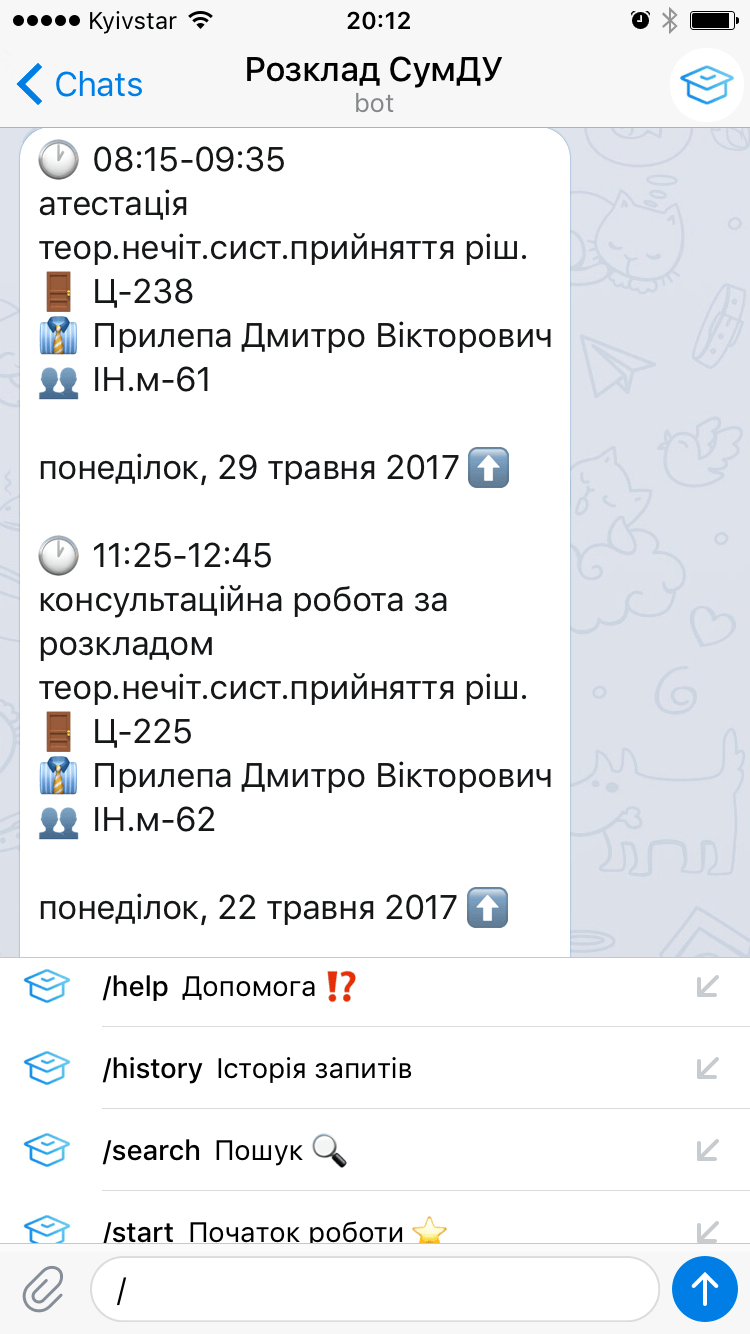 Kyivstar 20:12
Chats
Розклад СумДУ
bot
08:15-09:35
атестація
теор.нечіт.сист.прийняття ріш.
Ц-238
Прилепа Дмитро Вікторович
ІН.м-61
понеділок, 29 травня 2017
11:25-12:45
консультаційна робота за
розкладом
теор.нечіт.сист.прийняття ріш.
Ц-225
Прилепа Дмитро Вікторович
ІН.м-62
понеділок, 22 травня 2017
/help Допомога ⁉
/history Історія запитів
/search Пошук
/start Початок роботи
/